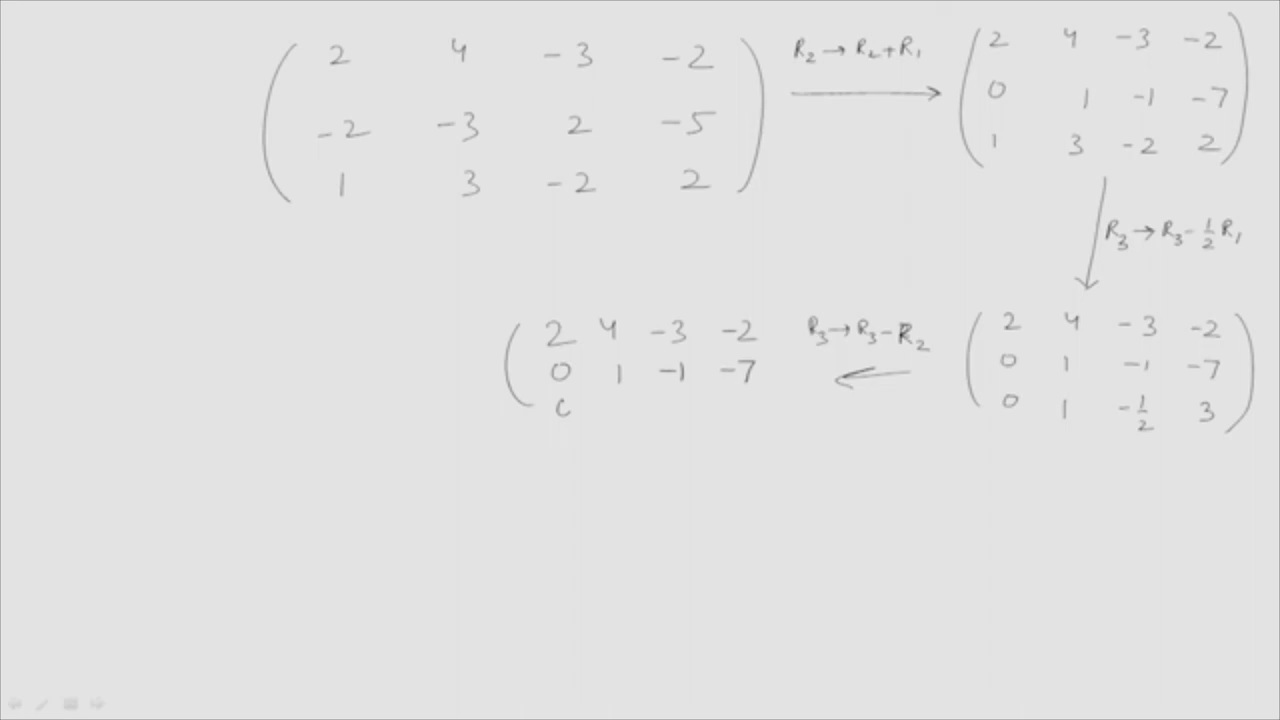 2 4 -3 -2
-2 -3 2 -5
1 3 -2 2
R₂ → R₂ + R₁
2 4 -3 -2
0 1 -1 -7
1 3 -2 2
R₃ → R₃ - 1/2 R₁
2 4 -3 -2
0 1 -1 -7
0 1 -1/2 3
R₃ → R₃ - R₂
2 4 -3 -2
0 1 -1 -7